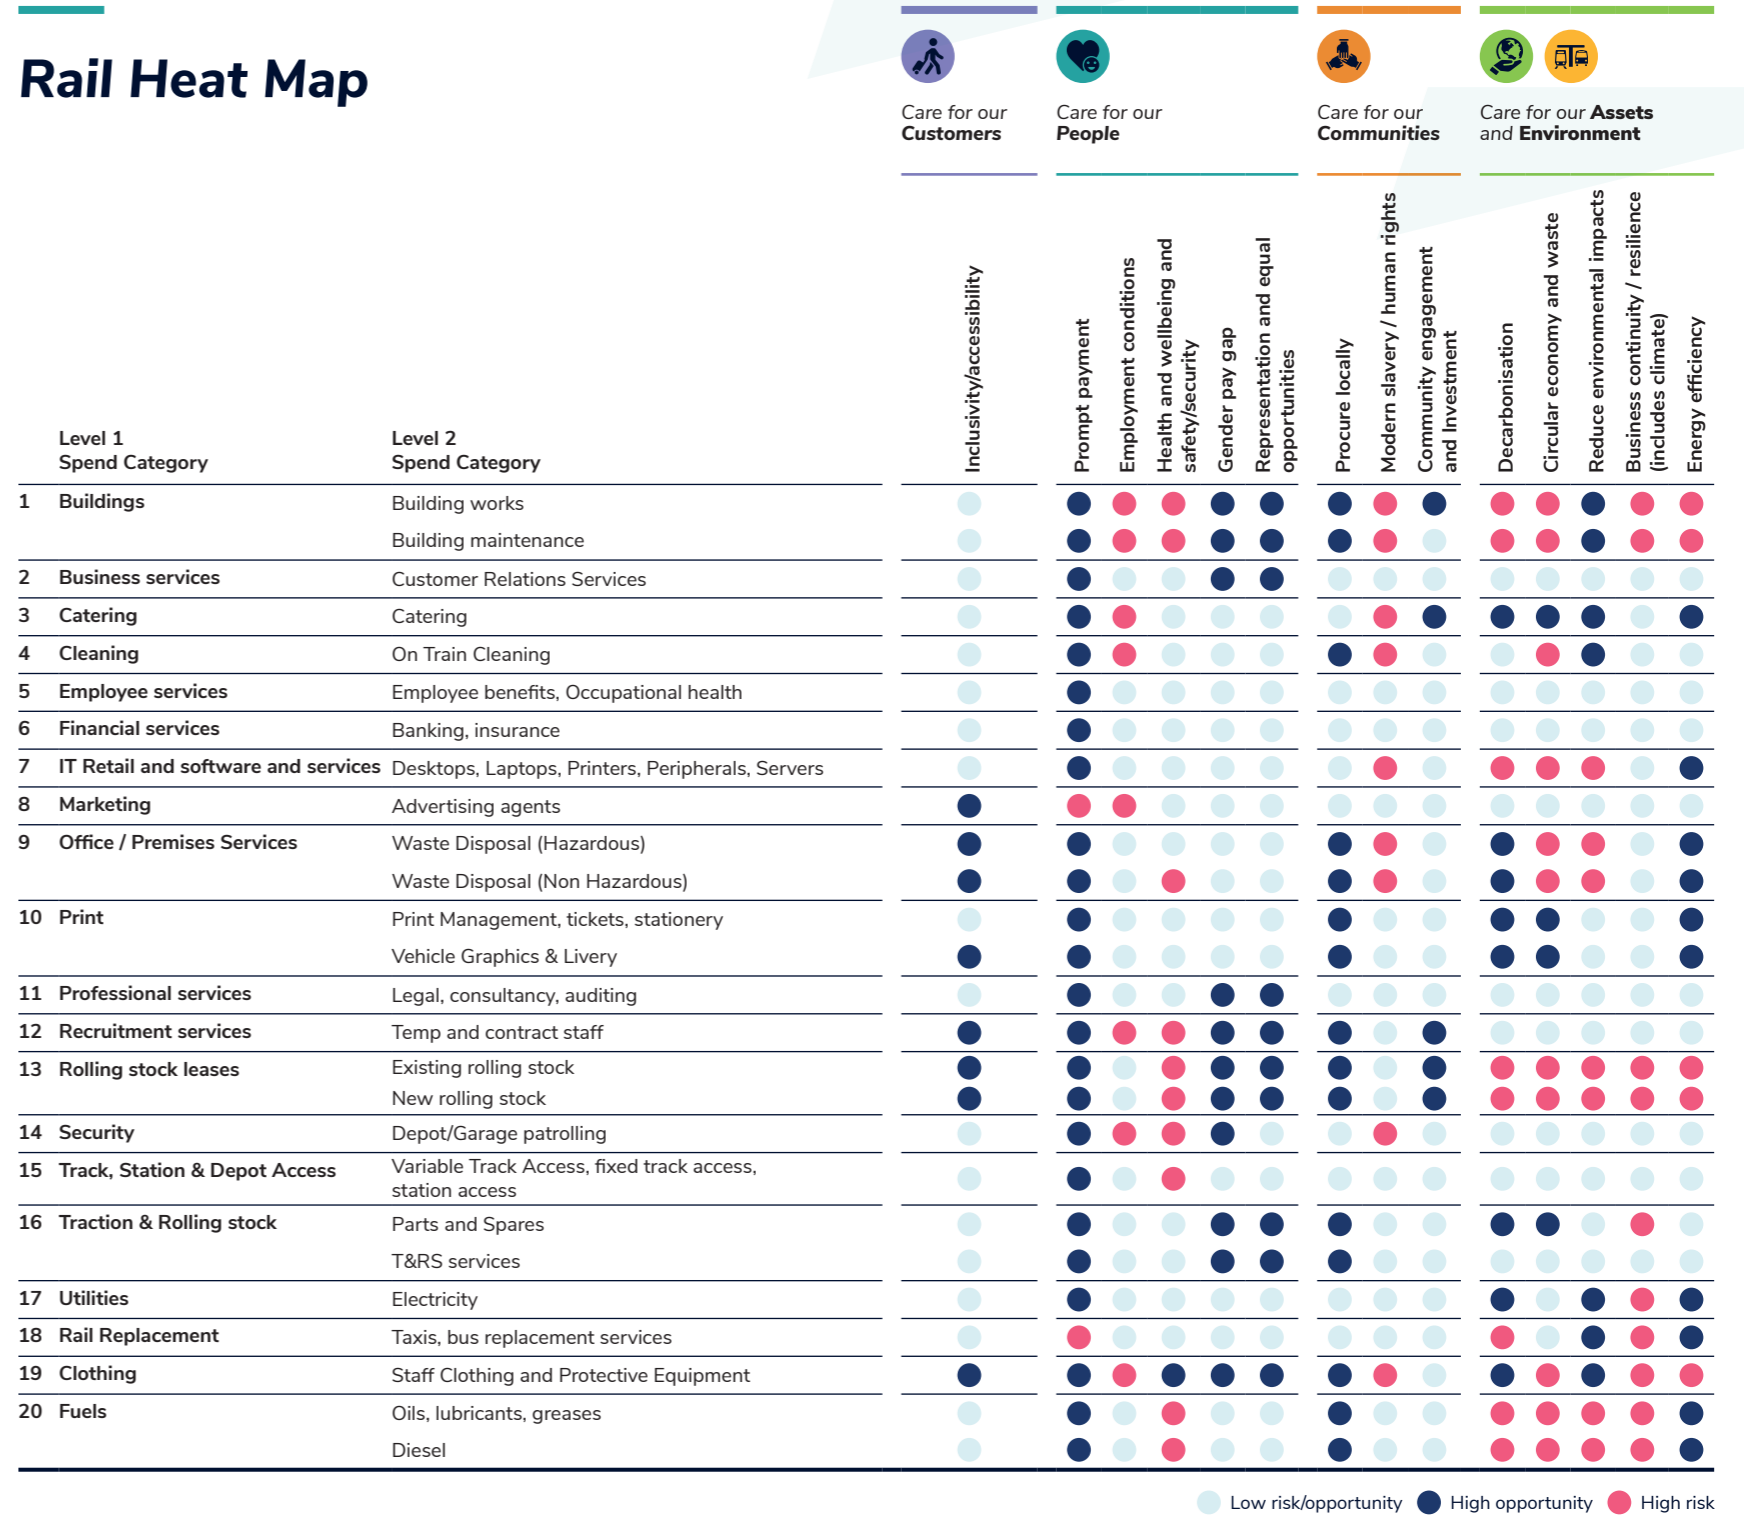 Rail Heat Map
Care for our
Customers
Care for our
People
Care for our
Communities
Care for our Assets
and Environment
Level 1
Spend Category
Level 2
Spend Category
Inclusivity/accessibility
Prompt payment
Employment conditions
Health and wellbeing and
safety/security
Gender pay gap
Representation and equal
opportunities
Procure locally
Modern slavery / human rights
Community engagement
and Investment
Decarbonisation
Circular economy and waste
Reduce environmental impacts
Business continuity / resilience
(includes climate)
Energy efficiency
1 Buildings Building works
Building maintenance
2 Business services Customer Relations Services
3 Catering Catering
4 Cleaning On Train Cleaning
5 Employee services Employee benefits, Occupational health
6 Financial services Banking, insurance
7 IT Retail and software and services Desktops, Laptops, Printers, Peripherals, Servers
8 Marketing Advertising agents
9 Office / Premises Services Waste Disposal (Hazardous)
Waste Disposal (Non Hazardous)
10 Print Print Management, tickets, stationery
Vehicle Graphics & Livery
11 Professional services Legal, consultancy, auditing
12 Recruitment services Temp and contract staff
13 Rolling stock leases Existing rolling stock
New rolling stock
14 Security Depot/Garage patrolling
15 Track, Station & Depot Access Variable Track Access, fixed track access,
station access
16 Traction & Rolling stock Parts and Spares
T&RS services
17 Utilities Electricity
18 Rail Replacement Taxis, bus replacement services
19 Clothing Staff Clothing and Protective Equipment
20 Fuels Oils, lubricants, greases
Diesel
Low risk/opportunity High opportunity High risk